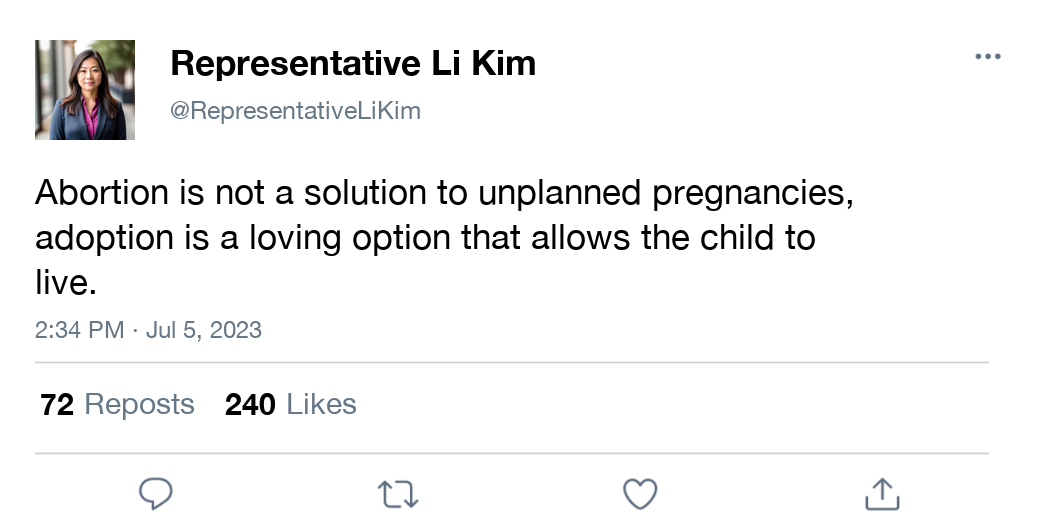 Representative Li Kim
@RepresentativeLiKim
Abortion is not a solution to unplanned pregnancies,
adoption is a loving option that allows the child to
live.
2:34 PM · Jul 5, 2023
72 Reposts 240 Likes